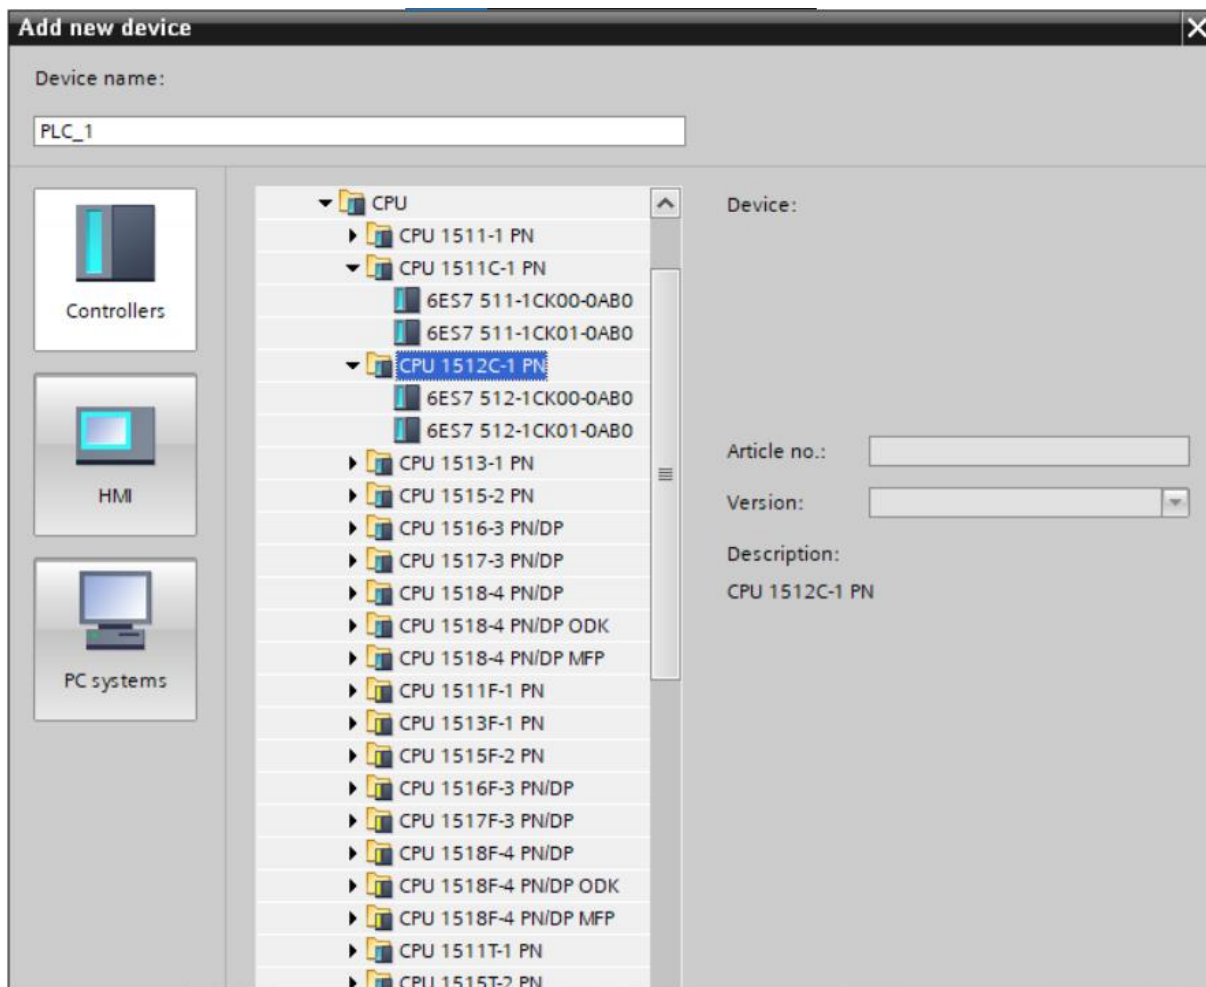 Add new device
Device name:
PLC_1
Controllers
HMI
PC systems
CPU
CPU 1511-1 PN
CPU 1511C-1 PN
6ES7 511-1CK00-0AB0
6ES7 511-1CK01-0AB0
CPU 1512C-1 PN
6ES7 512-1CK00-0AB0
6ES7 512-1CK01-0AB0
CPU 1513-1 PN
CPU 1515-2 PN
CPU 1516-3 PN/DP
CPU 1517-3 PN/DP
CPU 1518-4 PN/DP
CPU 1518-4 PN/DP ODK
CPU 1518-4 PN/DP MFP
CPU 1511F-1 PN
CPU 1513F-1 PN
CPU 1515F-2 PN
CPU 1516F-3 PN/DP
CPU 1517F-3 PN/DP
CPU 1518F-4 PN/DP
CPU 1518F-4 PN/DP ODK
CPU 1518F-4 PN/DP MFP
CPU 1511T-1 PN
CPU 1515T-2 PN
Device:
Article no.:
Version:
Description:
CPU 1512C-1 PN